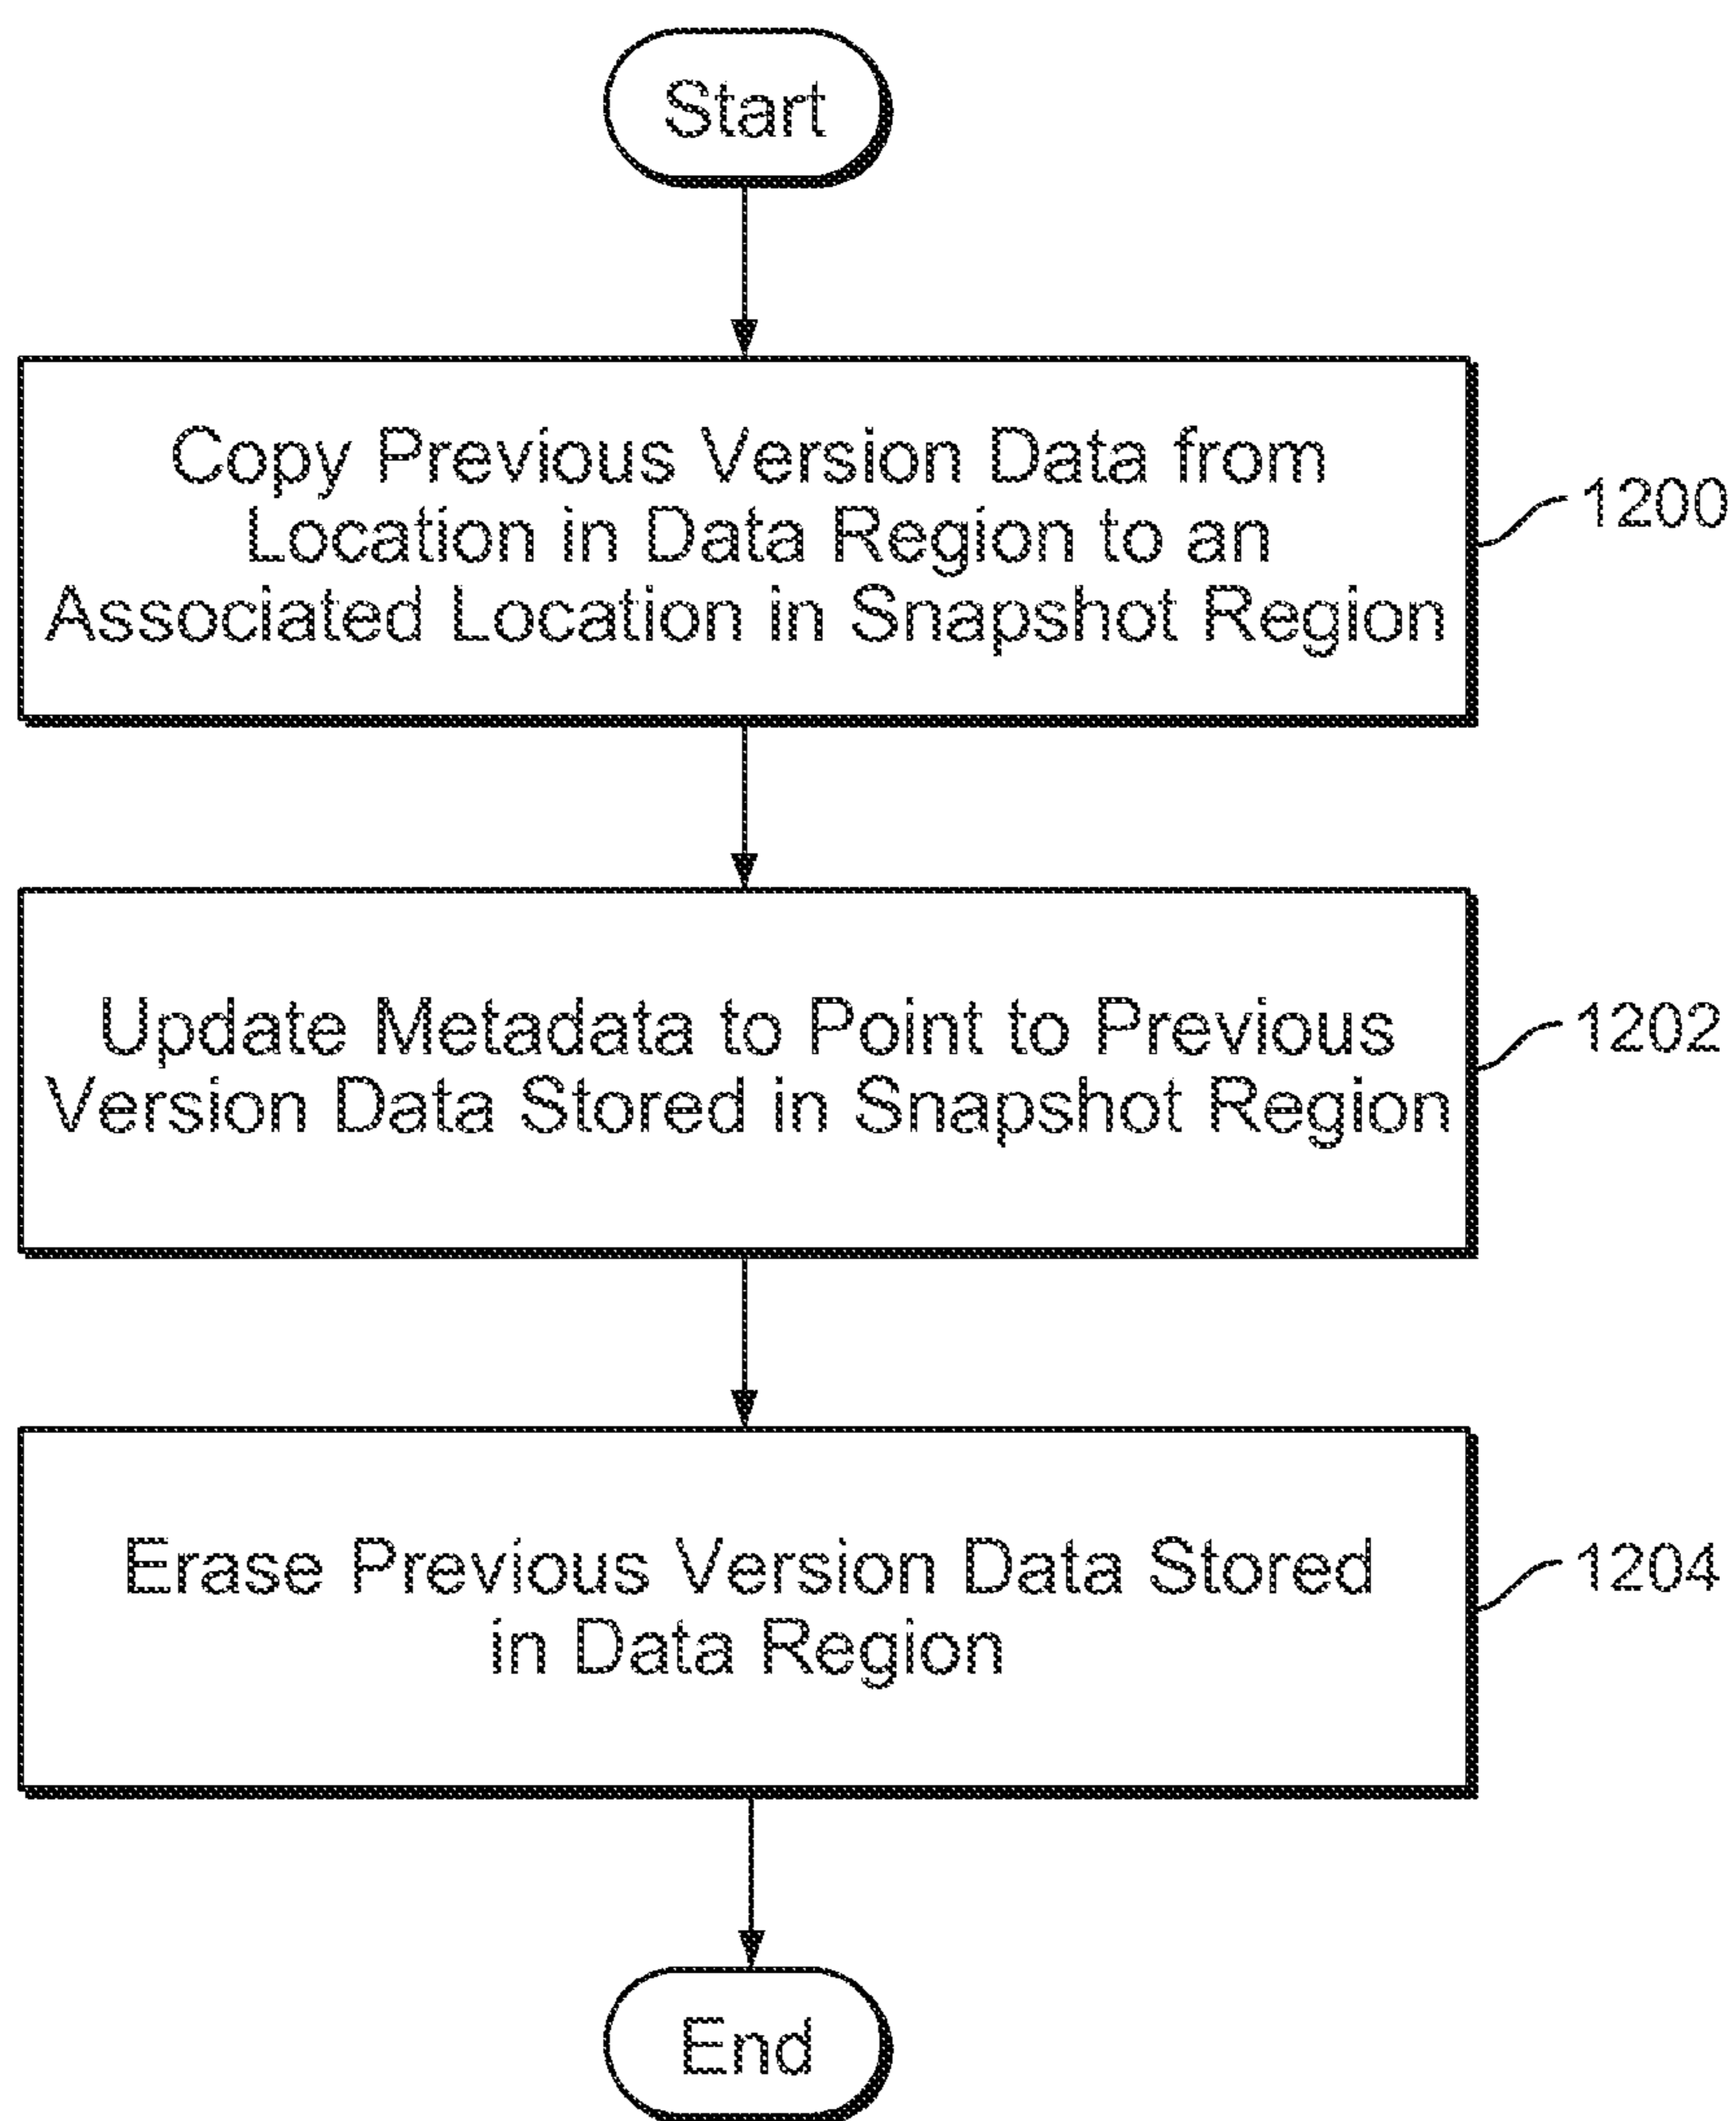 Start
Copy Previous Version Data from
Location in Data Region to an
Associated Location in Snapshot Region
1200
Update Metadata to Point to Previous
Version Data Stored in Snapshot Region
1202
Erase Previous Version Data Stored
in Data Region
1204
End